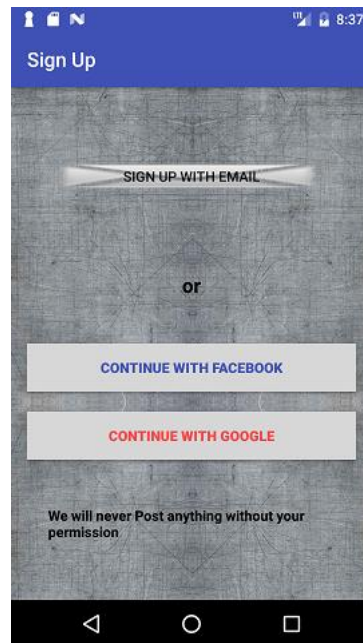 LTE 8:37
Sign Up
SIGN UP WITH EMAIL
or
CONTINUE WITH FACEBOOK
CONTINUE WITH GOOGLE
We will never Post anything without your
permission